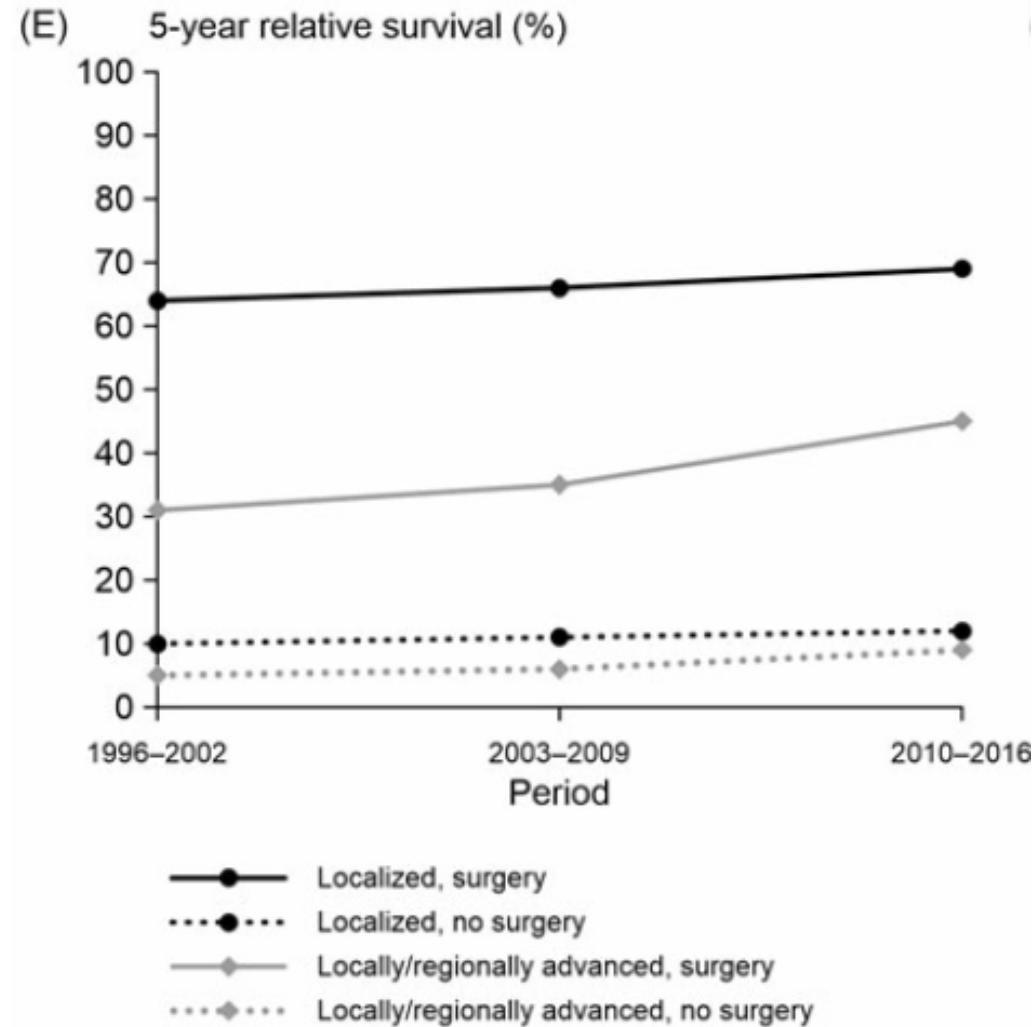 (E) 5-year relative survival (%)
100
90
80
70
60
50
40
30
20
10
0
1996–2002 2003–2009 2010–2016
Period
Localized, surgery
Localized, no surgery
Locally/regionally advanced, surgery
Locally/regionally advanced, no surgery